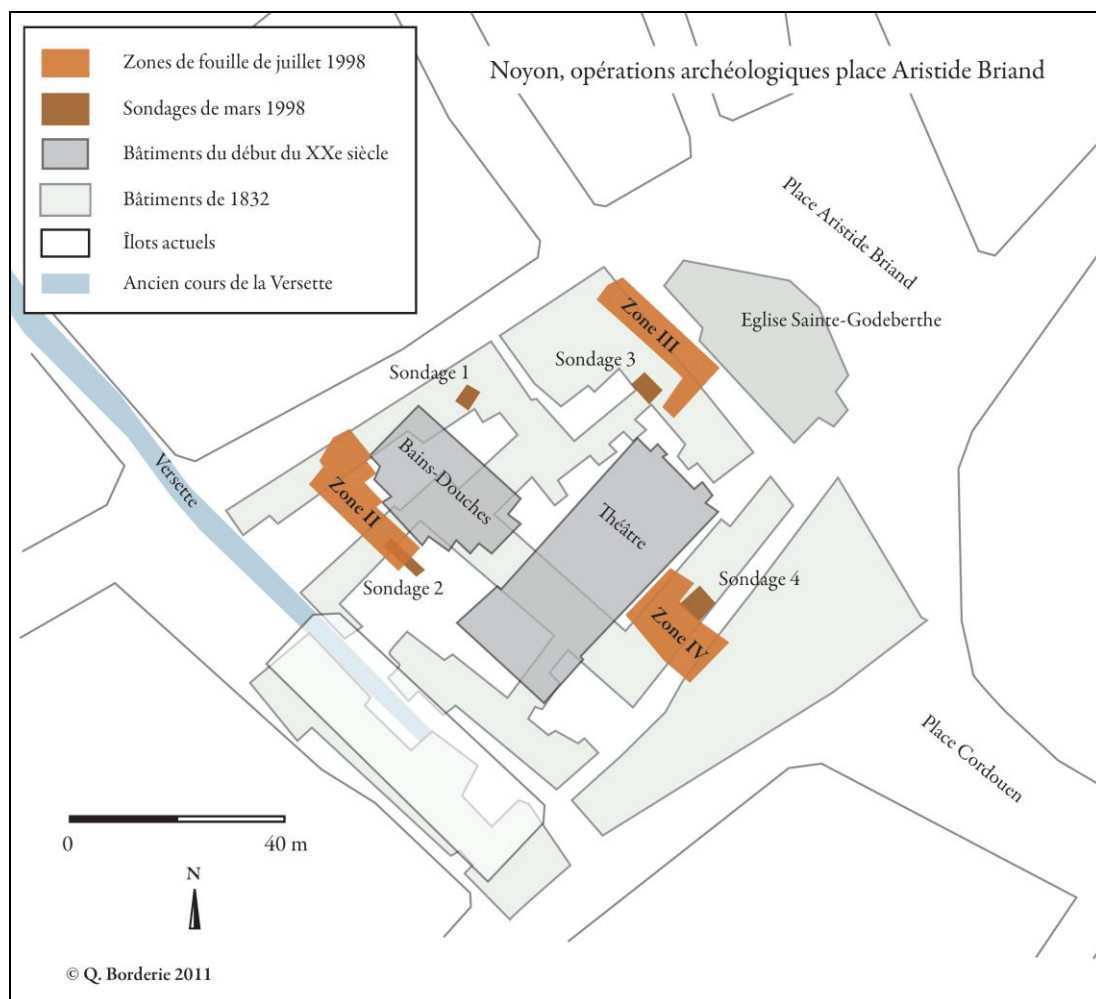 Zones de fouille de juillet 1998
Sondages de mars 1998
Bâtiments du début du XXe siècle
Bâtiments de 1832
Îlots actuels
Ancien cours de la Versette
Noyon, opérations archéologiques place Aristide Briand
Place Aristide
Briand
Eglise Sainte-Godeberthe
Zone III
Sondage 3
Sondage 1
Bains-Douches
Versette
Zone II
Théâtre
Sondage 2
Sondage 4
Zone IV
Place Cordouen
0 40 m
N
© Q. Borderie 2011